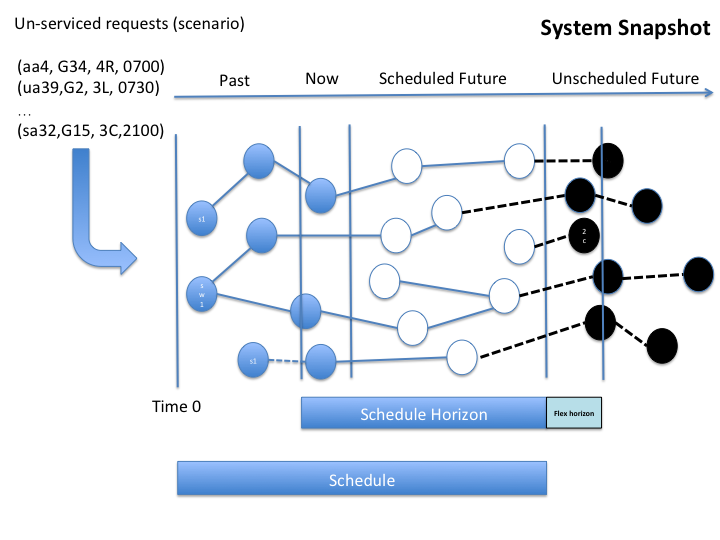 Un-serviced requests (scenario)
System Snapshot
(aa4, G34, 4R, 0700)
(ua39,G2, 3L, 0730)
…
(sa32,G15, 3C,2100)
Past
Now
Scheduled Future
Unscheduled Future
s1
2
c
s
w
1
s1
Time 0
Schedule Horizon
Flex horizon
Schedule